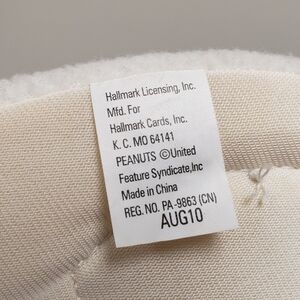 Hallmark Licensing, Inc.
Mfd. For
Hallmark Cards, Inc.
K. C. MO 64141
PEANUTS ©United
Feature Syndicate,Inc
Made in China
REG. NO. PA-9863 (CN)
AUG10